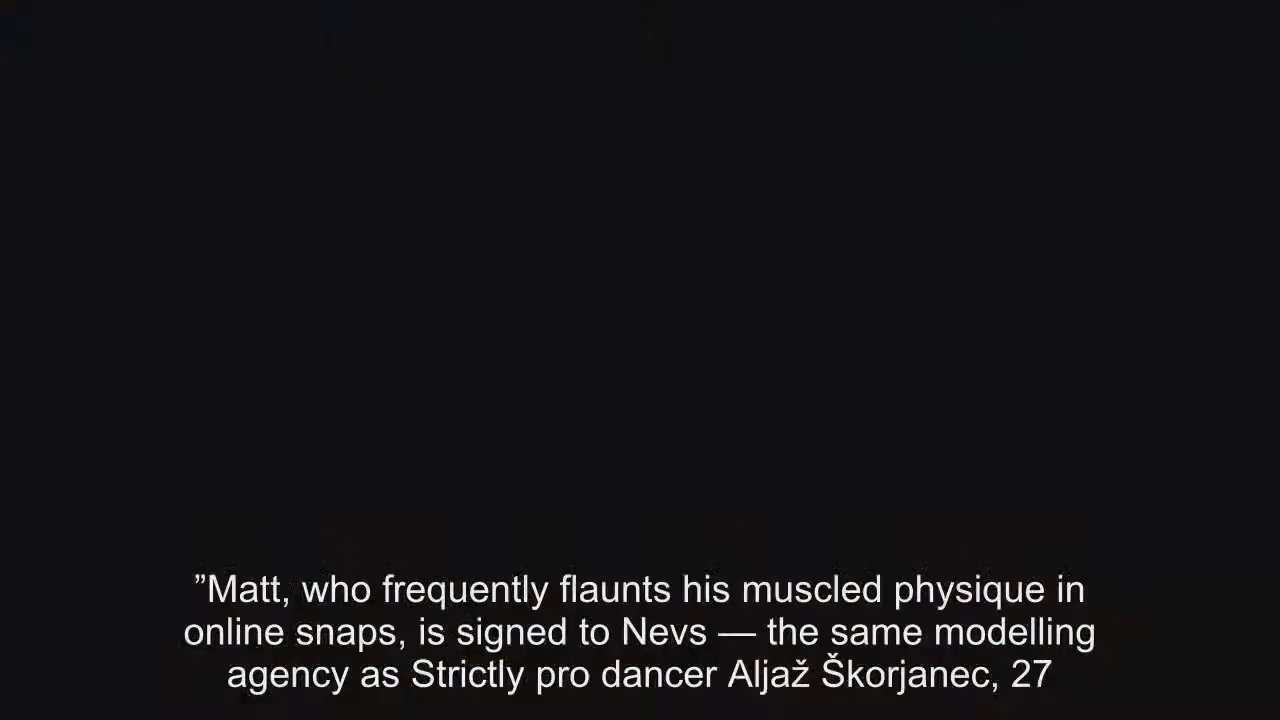 ”Matt, who frequently flaunts his muscled physique in
online snaps, is signed to Nevs — the same modelling
agency as Strictly pro dancer Aljaž Škorjanec, 27